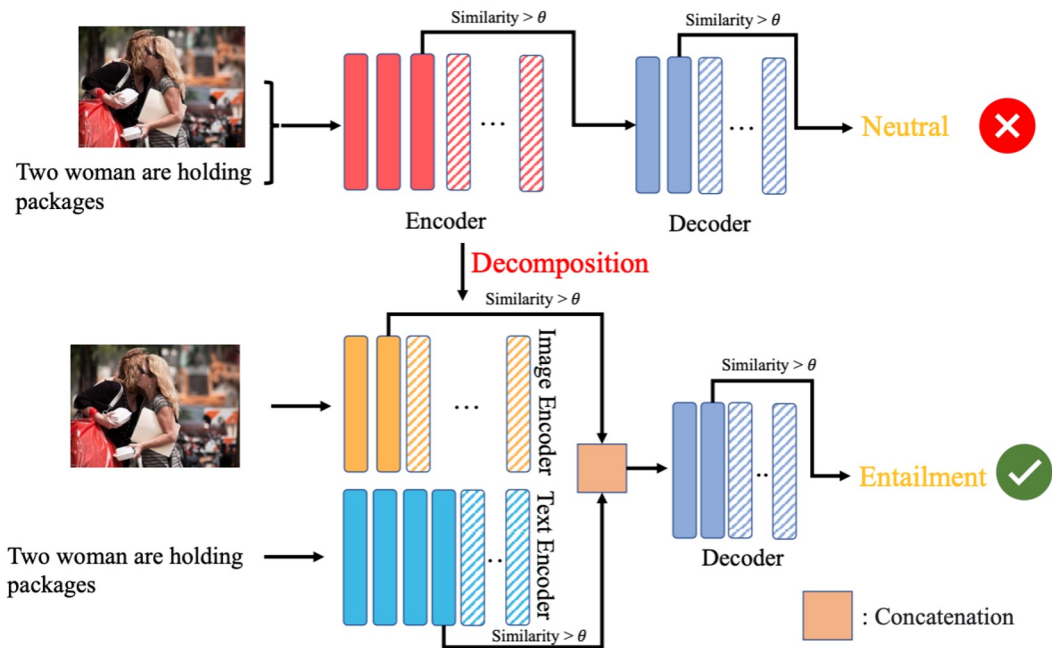 Similarity > θ
Similarity > θ
Two woman are holding
packages
...
...
Neutral
Encoder
Decoder
Decomposition
Similarity > θ
Image Encoder
...
Similarity > θ
Entailment
Text Encoder
..
..
Two woman are holding
packages
Decoder
Similarity > θ
: Concatenation